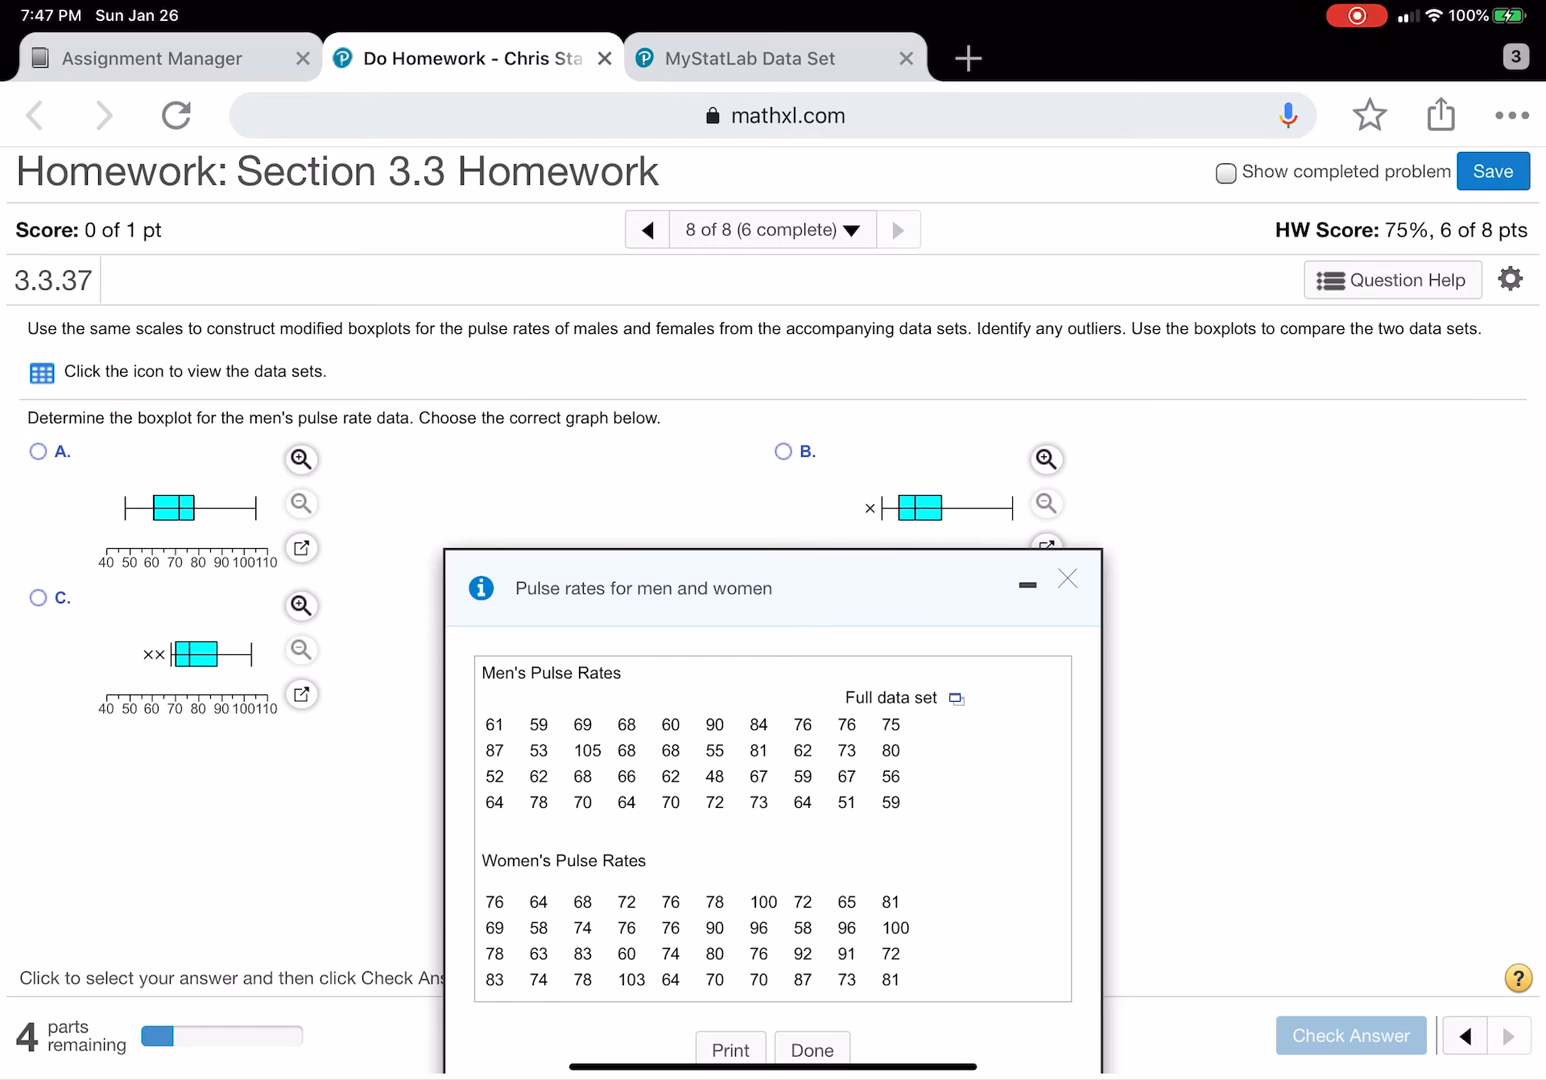 7:47 PM Sun Jan 26
100%
Assignment Manager
Do Homework - Chris Sta
MyStatLab Data Set
3
mathxl.com
Homework: Section 3.3 Homework
Show completed problem
Save
Score: 0 of 1 pt
8 of 8 (6 complete)
HW Score: 75%, 6 of 8 pts
3.3.37
Question Help
Use the same scales to construct modified boxplots for the pulse rates of males and females from the accompanying data sets. Identify any outliers. Use the boxplots to compare the two data sets.
Click the icon to view the data sets.
Determine the boxplot for the men's pulse rate data. Choose the correct graph below.
A.
B.
40 50 60 70 80 90 100110
C.
40 50 60 70 80 90 100110
Pulse rates for men and women
Men's Pulse Rates
Full data set
61 59 69 68 60 90 84 76 76 75
87 53 105 68 68 55 81 62 73 80
52 62 68 66 62 48 67 59 67 56
64 78 70 64 70 72 73 64 51 59
Women's Pulse Rates
76 64 68 72 76 78 100 72 65 81
69 58 74 76 76 90 96 58 96 100
78 63 83 60 74 80 76 92 91 72
83 74 78 103 64 70 70 87 73 81
Print
Done
Click to select your answer and then click Check Ans
?
4 parts
remaining
Check Answer